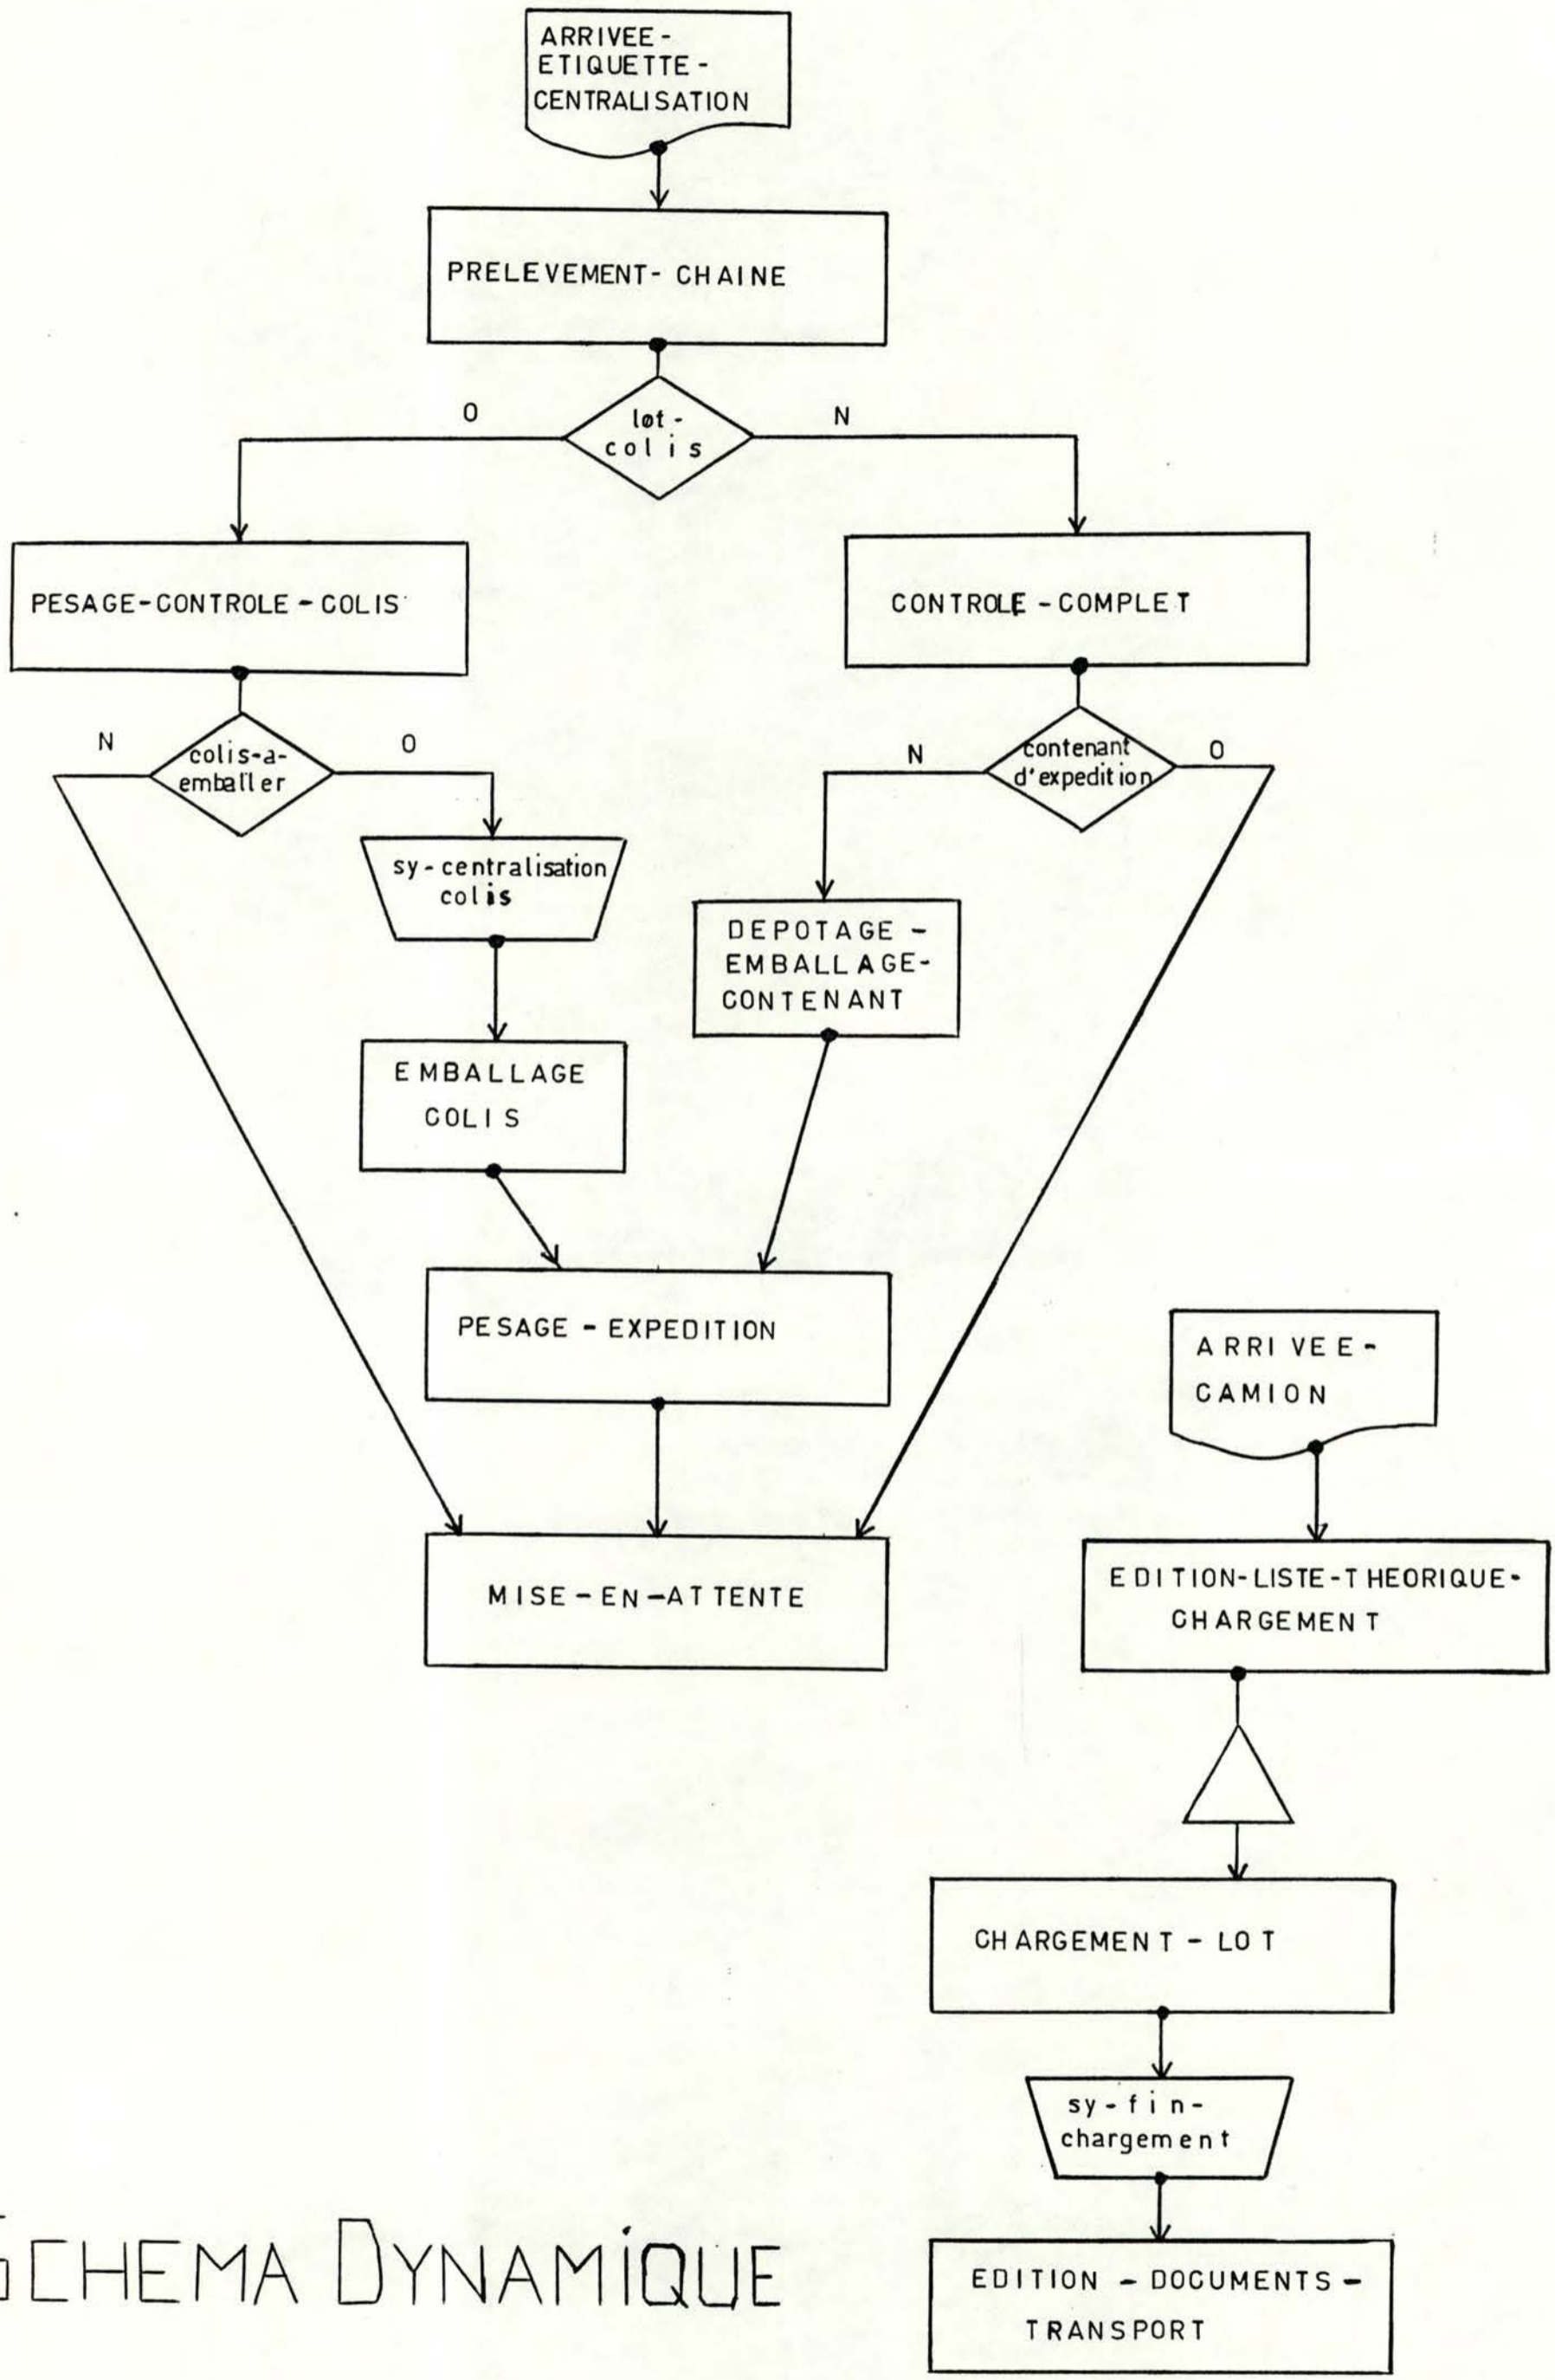 ARRIVEE-
ETIQUETTE-
CENTRALISATION
PRELEVEMENT-CHAINE
O
lot-
colis
N
PESAGE-CONTROLE-COLIS
CONTROLE-COMPLET
N
colis-a-
emballer
O
N
contenant
d'expedition
O
sy-centralisation
colis
DEPOTAGE-
EMBALLAGE-
CONTENANT
EMBALLAGE
COLIS
PESAGE-EXPEDITION
ARRIVEE-
CAMION
MISE-EN-ATTENTE
EDITION-LISTE-THEORIQUE-
CHARGEMENT
CHARGEMENT-LOT
sy-fin-
chargement
SCHEMA DYNAMIQUE
EDITION-DOCUMENTS-
TRANSPORT